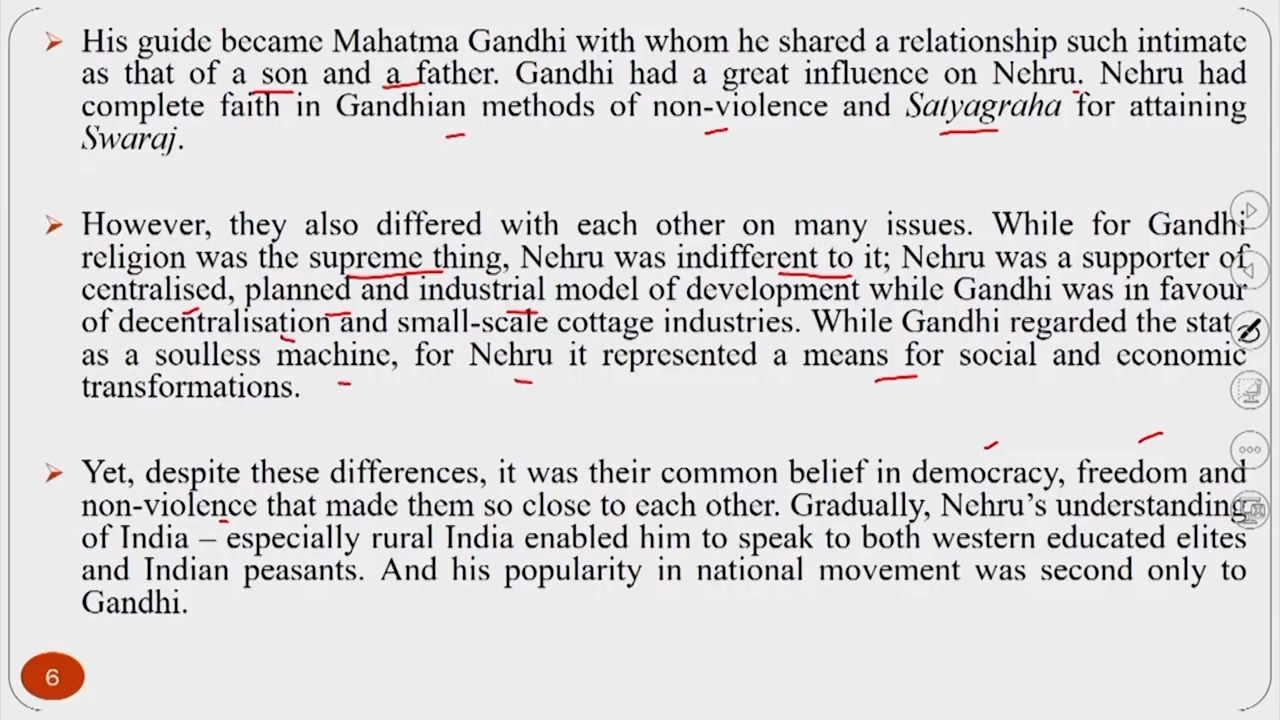 His guide became Mahatma Gandhi with whom he shared a relationship such intimate
as that of a son and a father. Gandhi had a great influence on Nehru. Nehru had
complete faith in Gandhian methods of non-violence and Satyagraha for attaining
Swaraj.
However, they also differed with each other on many issues. While for Gandhi
religion was the supreme thing, Nehru was indifferent to it; Nehru was a supporter of
centralised, planned and industrial model of development while Gandhi was in favour
of decentralisation and small-scale cottage industries. While Gandhi regarded the stat
as a soulless machine, for Nehru it represented a means for social and economic
transformations.
Yet, despite these differences, it was their common belief in democracy, freedom and
non-violence that made them so close to each other. Gradually, Nehru's understanding
of India – especially rural India enabled him to speak to both western educated elites
and Indian peasants. And his popularity in national movement was second only to
Gandhi.
6